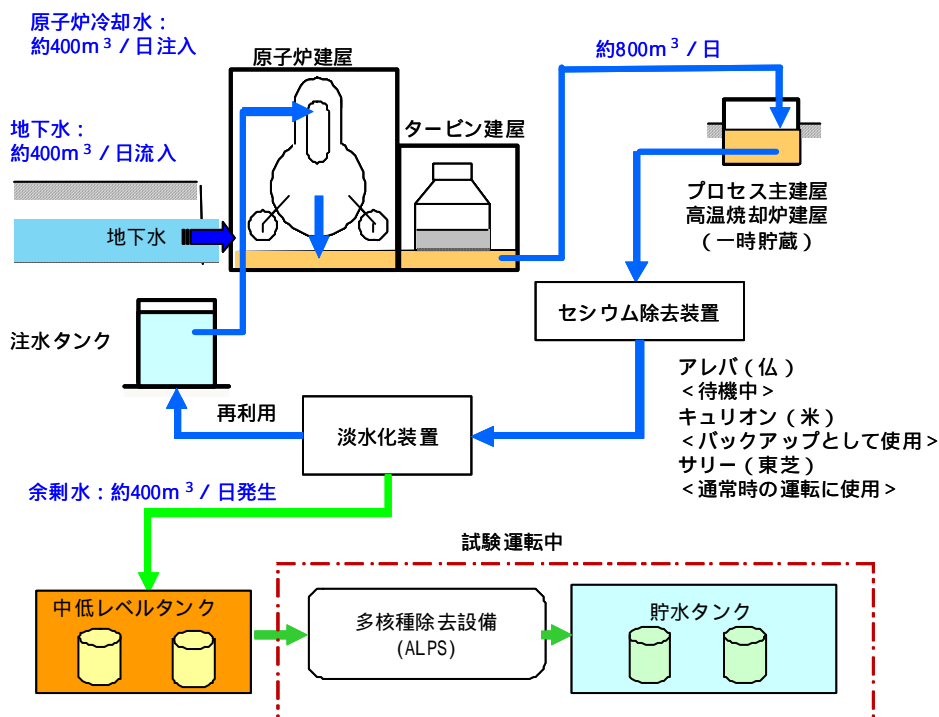 原子炉冷却水：
約400m³/日注入
原子炉建屋
約800m³/日
地下水：
約400m³/日流入
タービン建屋
プロセス主建屋
高温焼却炉建屋
（一時貯蔵）
地下水
セシウム除去装置
注水タンク
アレバ（仏）
＜待機中＞
キュリオン（米）
＜バックアップとして使用＞
サリー（東芝）
＜通常時の運転に使用＞
再利用
淡水化装置
余剰水：約400m³/日発生
試験運転中
中低レベルタンク
多核種除去設備
(ALPS)
貯水タンク